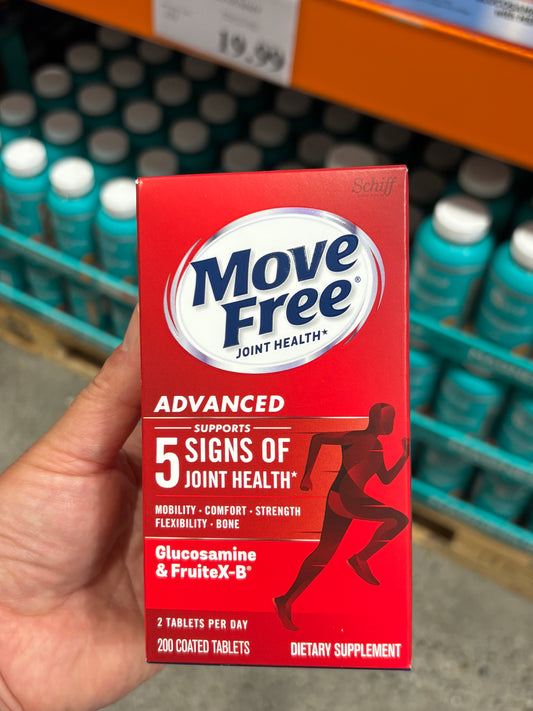 19.99
Schiff
Move
Free®
JOINT HEALTH*
ADVANCED
SUPPORTS
5 SIGNS OF
JOINT HEALTH*
MOBILITY • COMFORT • STRENGTH
FLEXIBILITY • BONE
Glucosamine
& FruiteX-B®
2 TABLETS PER DAY
200 COATED TABLETS
DIETARY SUPPLEMENT